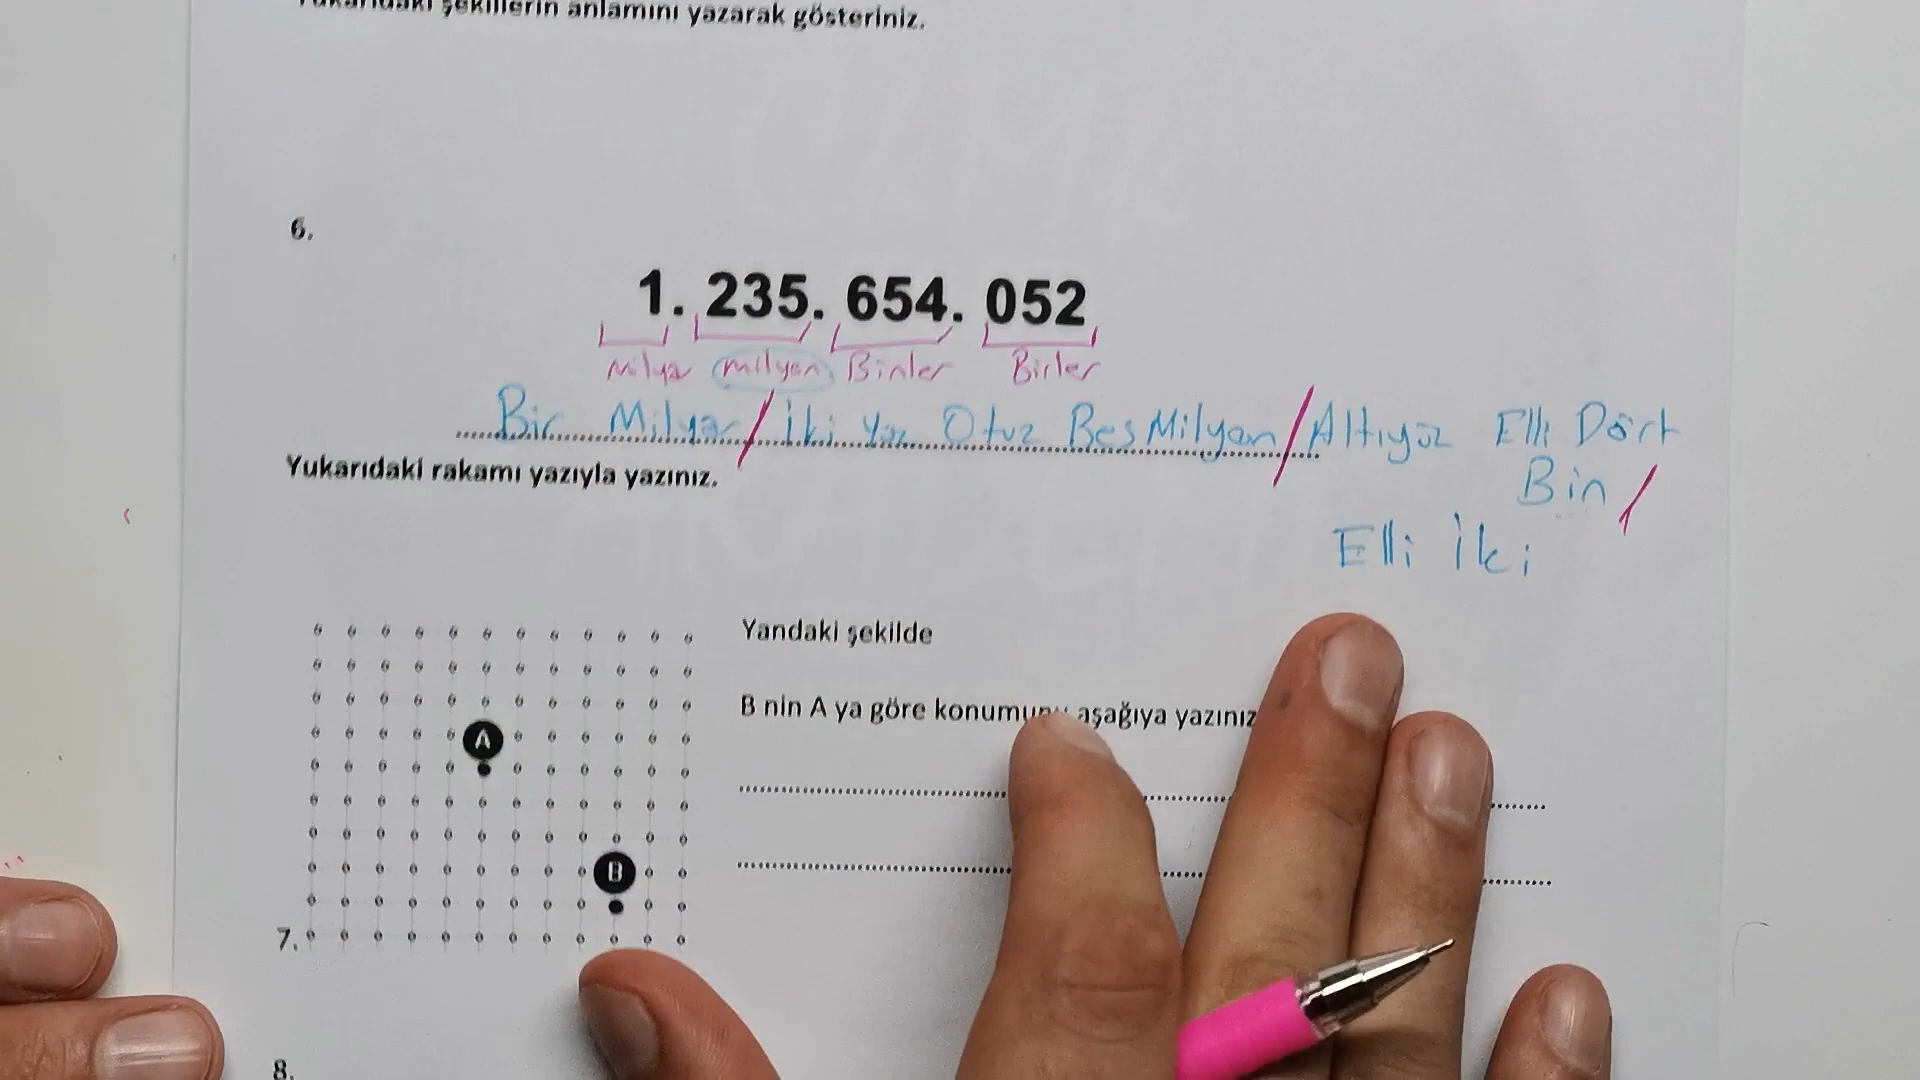 şekillerin anlamını yazarak gösteriniz.
6.
1. 235. 654. 052
Milyar milyon Binler Birler
Bir Milyar / İki Yüz Otuz Beş Milyon / Altıyüz Elli Dört
Bin /
Elli İki
Yukarıdaki rakamı yazıyla yazınız.
Yandaki şekilde
B nin A ya göre konumunu aşağıya yazınız
A
B
7.
8.